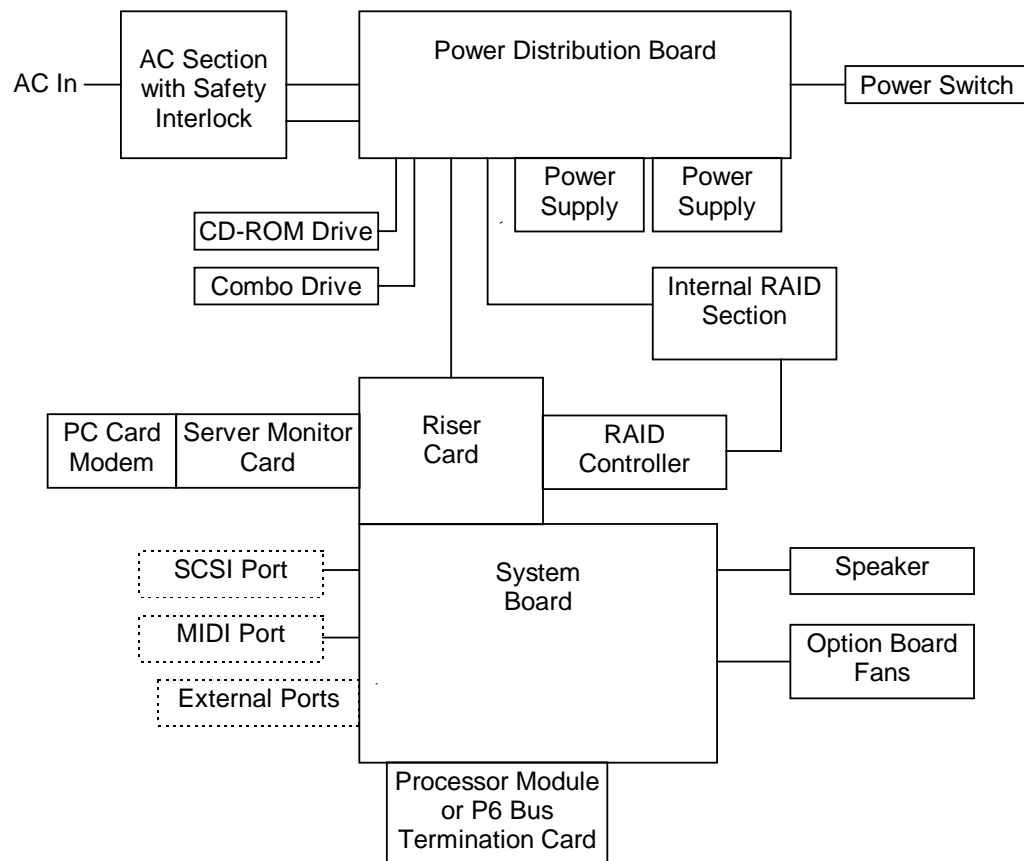 AC In
AC Section
with Safety
Interlock
Power Distribution Board
Power Switch
Power
Supply
Power
Supply
CD-ROM Drive
Combo Drive
Internal RAID
Section
PC Card
Modem
Server Monitor
Card
Riser
Card
RAID
Controller
SCSI Port
MIDI Port
External Ports
System
Board
Speaker
Option Board
Fans
Processor Module
or P6 Bus
Termination Card